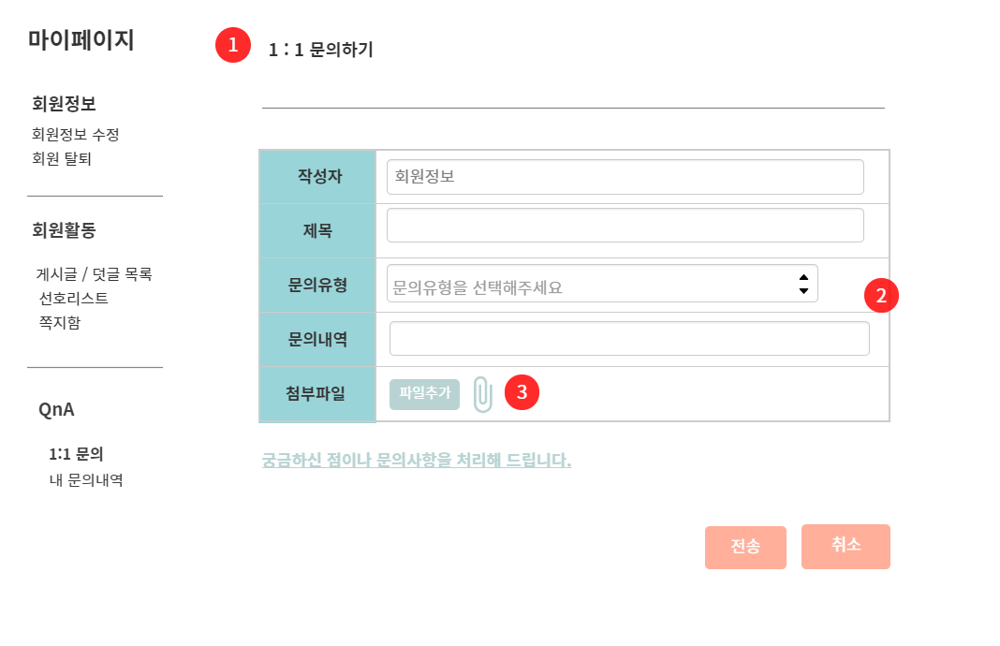 마이페이지
회원정보
회원정보 수정
회원 탈퇴
회원활동
게시글 / 덧글 목록
선호리스트
쪽지함
QnA
1:1 문의
내 문의내역
1
1 : 1 문의하기
작성자
회원정보
제목
문의유형
문의유형을 선택해주세요
2
문의내역
첨부파일
파일추가
3
궁금하신 점이나 문의사항을 처리해 드립니다.
전송
취소